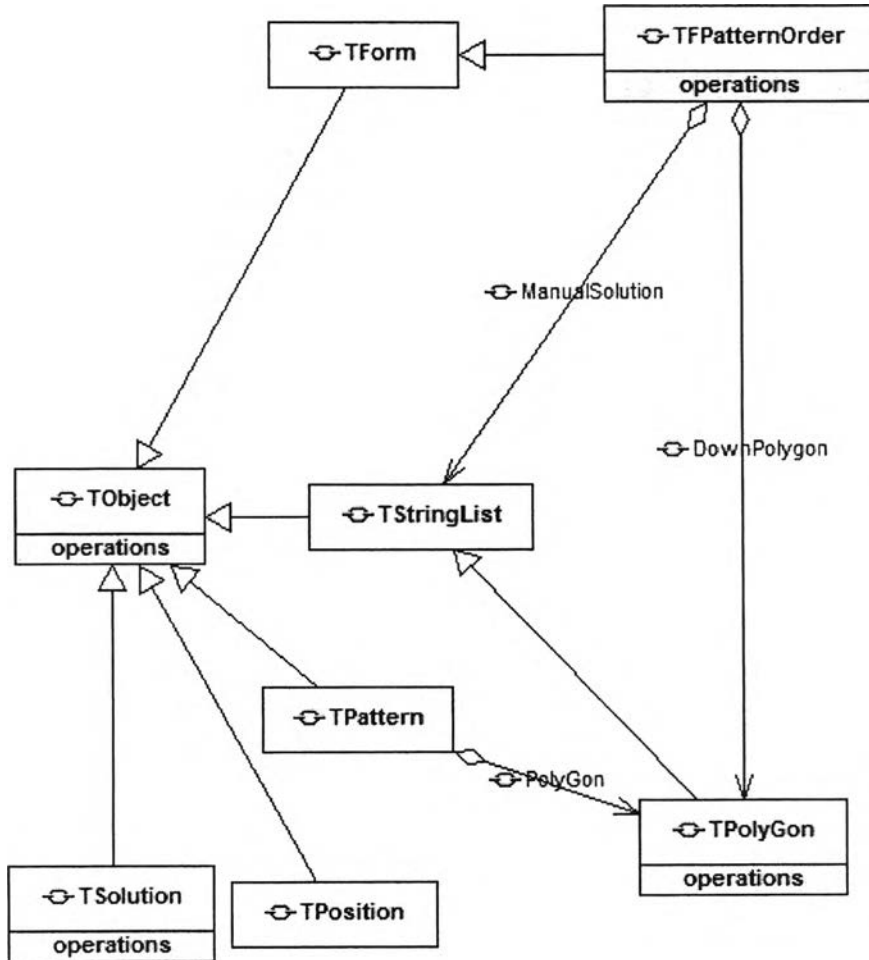 TForm
TFPatternOrder
operations
ManualSolution
DownPolygon
TObject
operations
TStringList
TPattern
PolyGon
TPolyGon
operations
TSolution
operations
TPosition